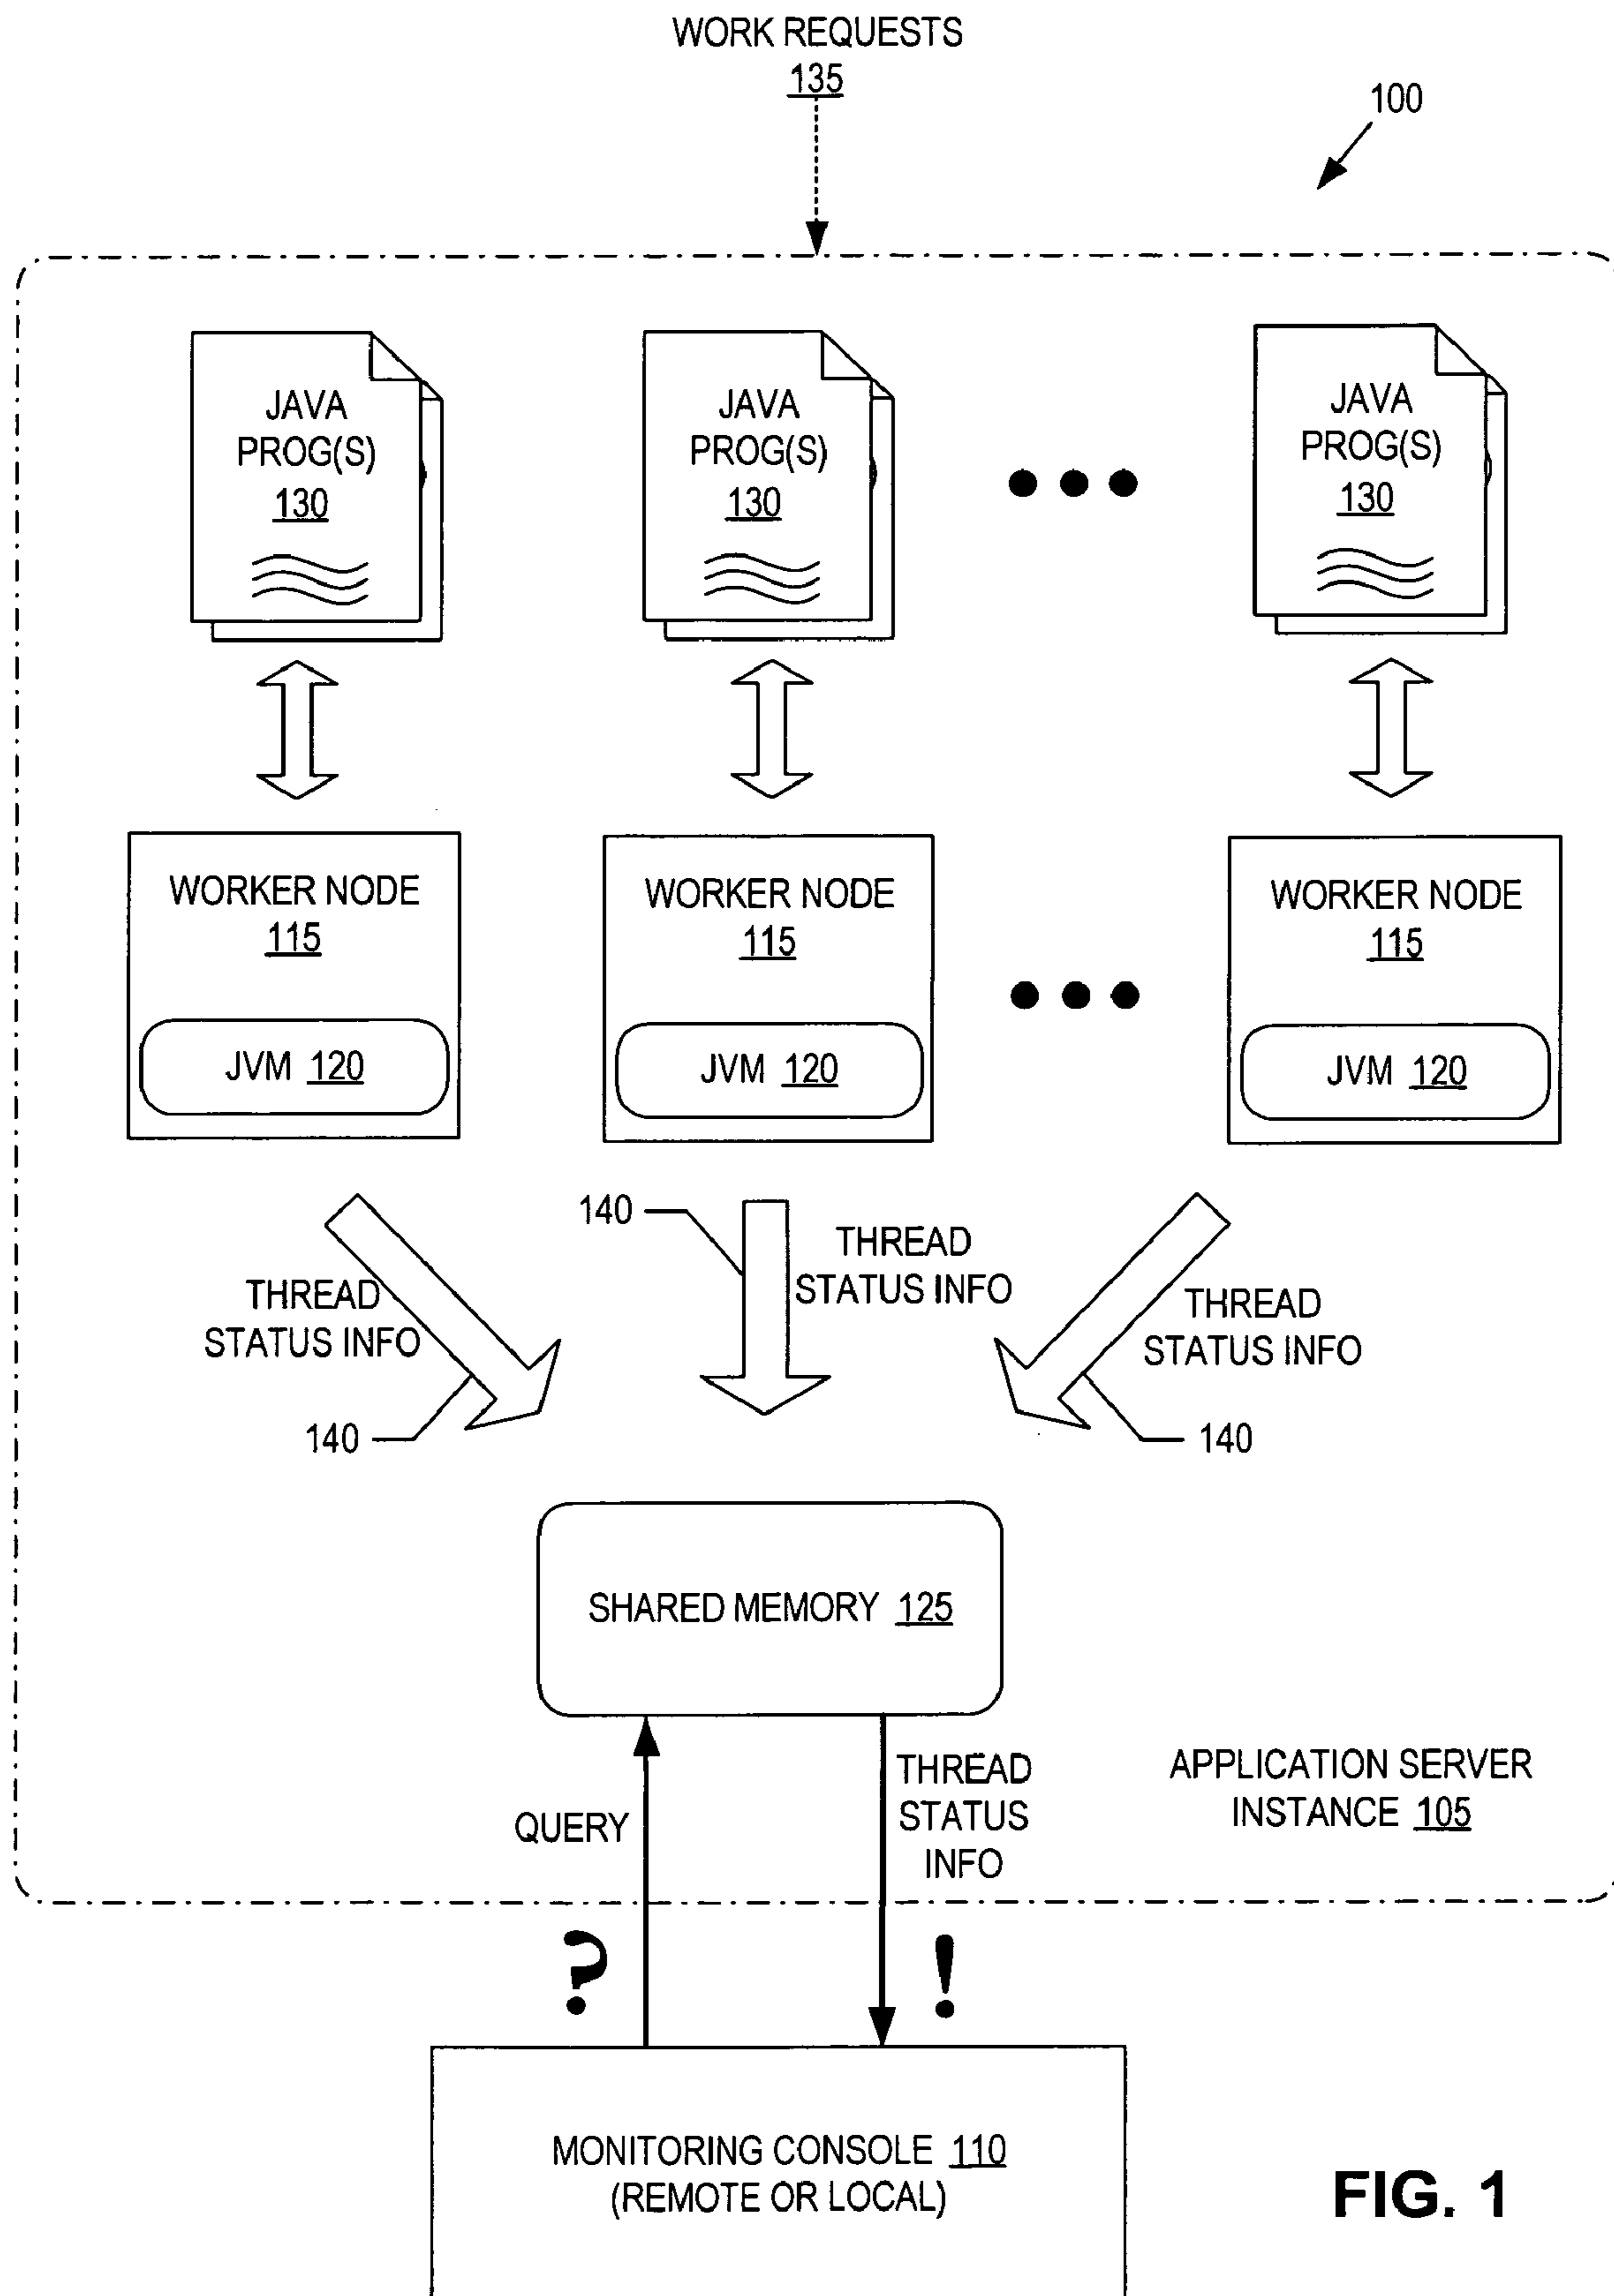 WORK REQUESTS
135
100
JAVA
PROG(S)
130
JAVA
PROG(S)
130
JAVA
PROG(S)
130
WORKER NODE
115
JVM 120
WORKER NODE
115
JVM 120
WORKER NODE
115
JVM 120
THREAD
STATUS INFO
140
140
THREAD
STATUS INFO
THREAD
STATUS INFO
140
SHARED MEMORY 125
QUERY
THREAD
STATUS
INFO
APPLICATION SERVER
INSTANCE 105
?
!
MONITORING CONSOLE 110
(REMOTE OR LOCAL)
FIG. 1